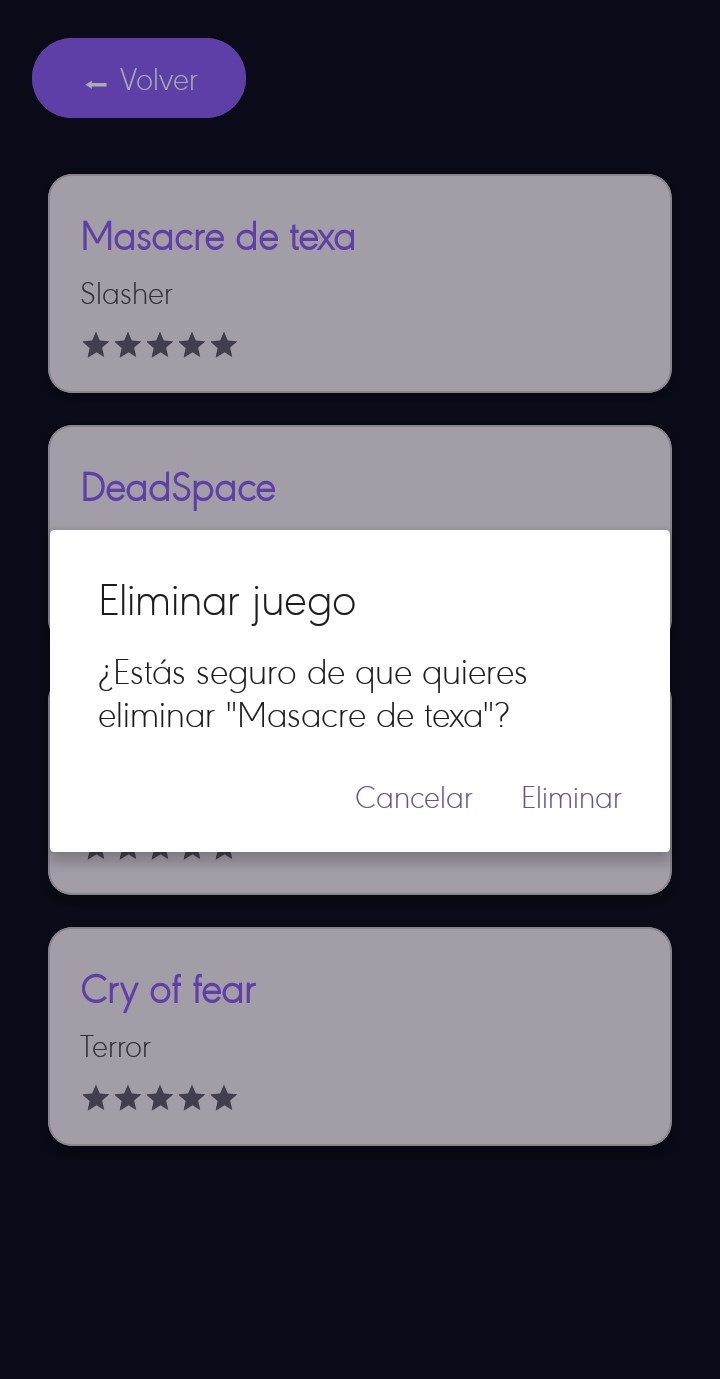 ← Volver
Masacre de texa
Slasher
★★★★★
DeadSpace
Eliminar juego
¿Estás seguro de que quieres
eliminar "Masacre de texa"?
Cancelar Eliminar
Cry of fear
Terror
★★★★★